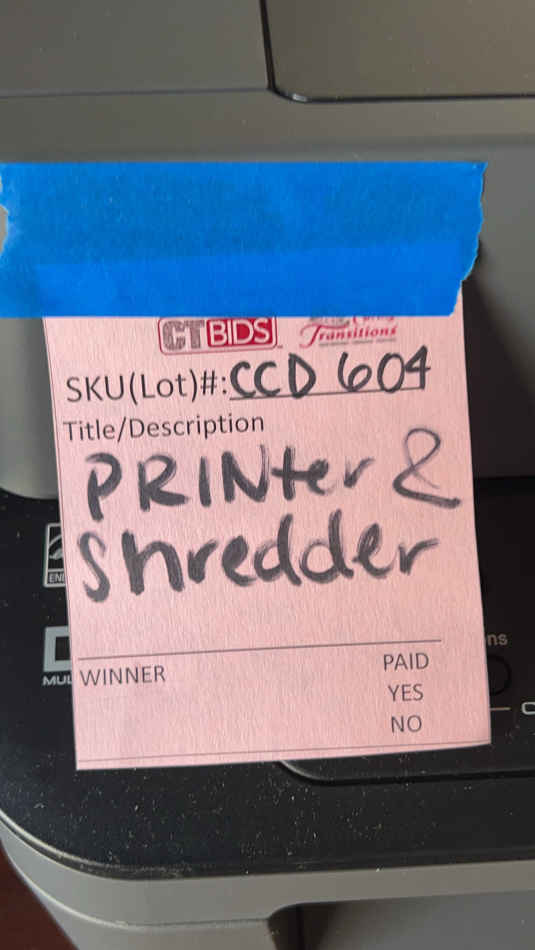 CTBIDS
Transitions
SKU(Lot)#: CCD 604
Title/Description
PRINter &
Shredder
WINNER
PAID
YES
NO